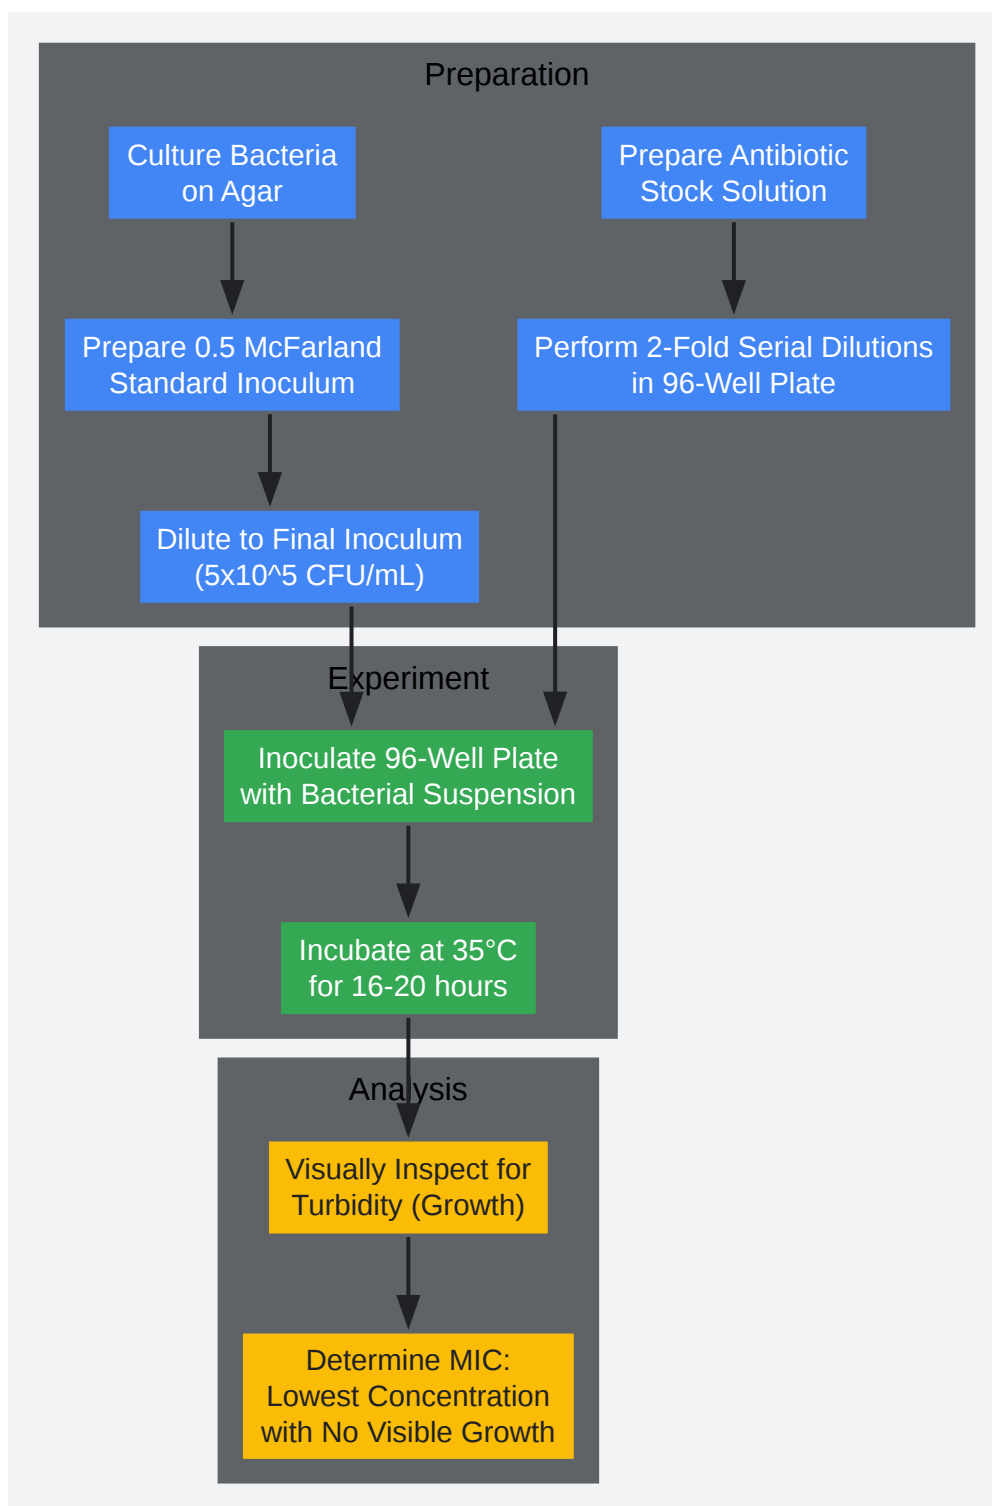 Preparation
Culture Bacteria
on Agar
Prepare Antibiotic
Stock Solution
Prepare 0.5 McFarland
Standard Inoculum
Perform 2-Fold Serial Dilutions
in 96-Well Plate
Dilute to Final Inoculum
(5x10^5 CFU/mL)
Experiment
Inoculate 96-Well Plate
with Bacterial Suspension
Incubate at 35°C
for 16-20 hours
Analysis
Visually Inspect for
Turbidity (Growth)
Determine MIC:
Lowest Concentration
with No Visible Growth